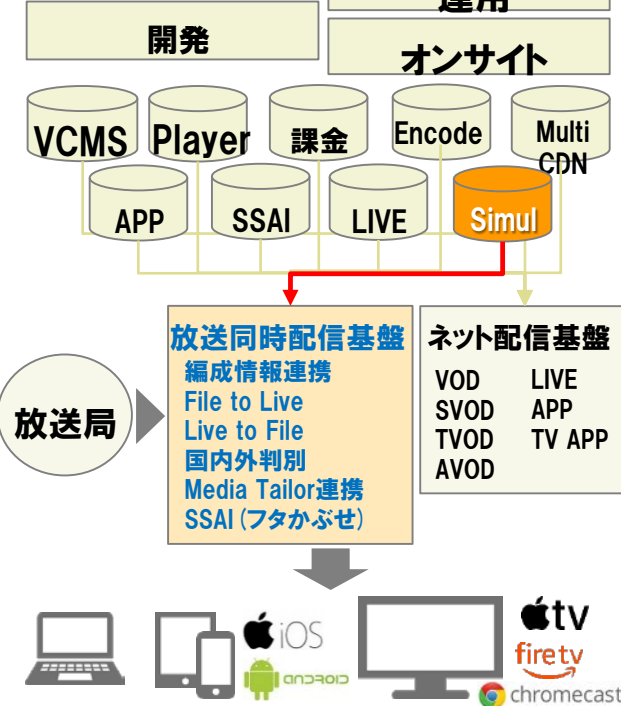 運用
開発
オンサイト
VCMS
Player
課金
Encode
Multi
CDN
APP
SSAI
LIVE
Simul
放送同時配信基盤
編成情報連携
File to Live
Live to File
国内外判別
Media Tailor連携
SSAI(フタかぶせ)
ネット配信基盤
VOD LIVE
SVOD APP
TVOD TV APP
AVOD
放送局
iOS
android
tv
firetv
chromecast